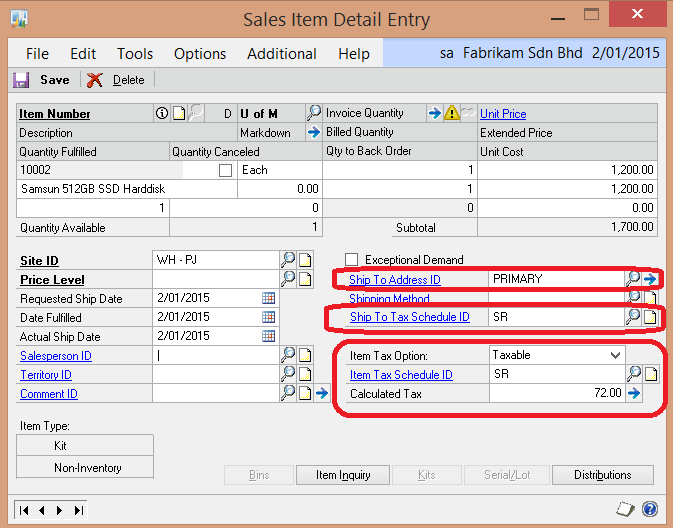 Sales Item Detail Entry
File Edit Tools Options Additional Help sa Fabrikam Sdn Bhd 2/01/2015
Save Delete
Item Number D U of M Invoice Quantity Unit Price
Description Markdown Billed Quantity Extended Price
Quantity Fulfilled Quantity Canceled Qty to Back Order Unit Cost
10002 Each 1 1,200.00
Samsun 512GB SSD Harddisk 0.00 1 1,200.00
1 0 0 0.00
Quantity Available 1 Subtotal 1,700.00
Site ID WH - PJ Exceptional Demand
Price Level Ship To Address ID PRIMARY
Requested Ship Date 2/01/2015 Shipping Method
Date Fulfilled 2/01/2015 Ship To Tax Schedule ID SR
Actual Ship Date 2/01/2015
Salesperson ID Item Tax Option: Taxable
Territory ID Item Tax Schedule ID SR
Comment ID Calculated Tax 72.00
Item Type:
Kit
Non-Inventory Bins Item Inquiry Kits Serial/Lot Distributions